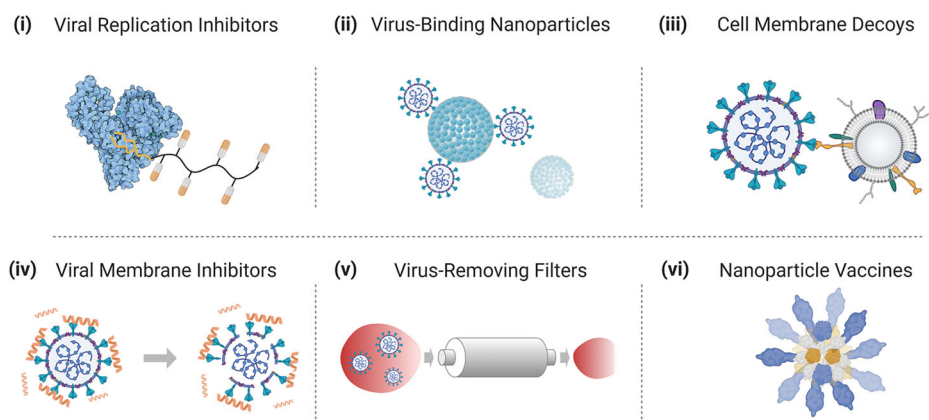 (i) Viral Replication Inhibitors
(ii) Virus-Binding Nanoparticles
(iii) Cell Membrane Decoys
(iv) Viral Membrane Inhibitors
(v) Virus-Removing Filters
(vi) Nanoparticle Vaccines